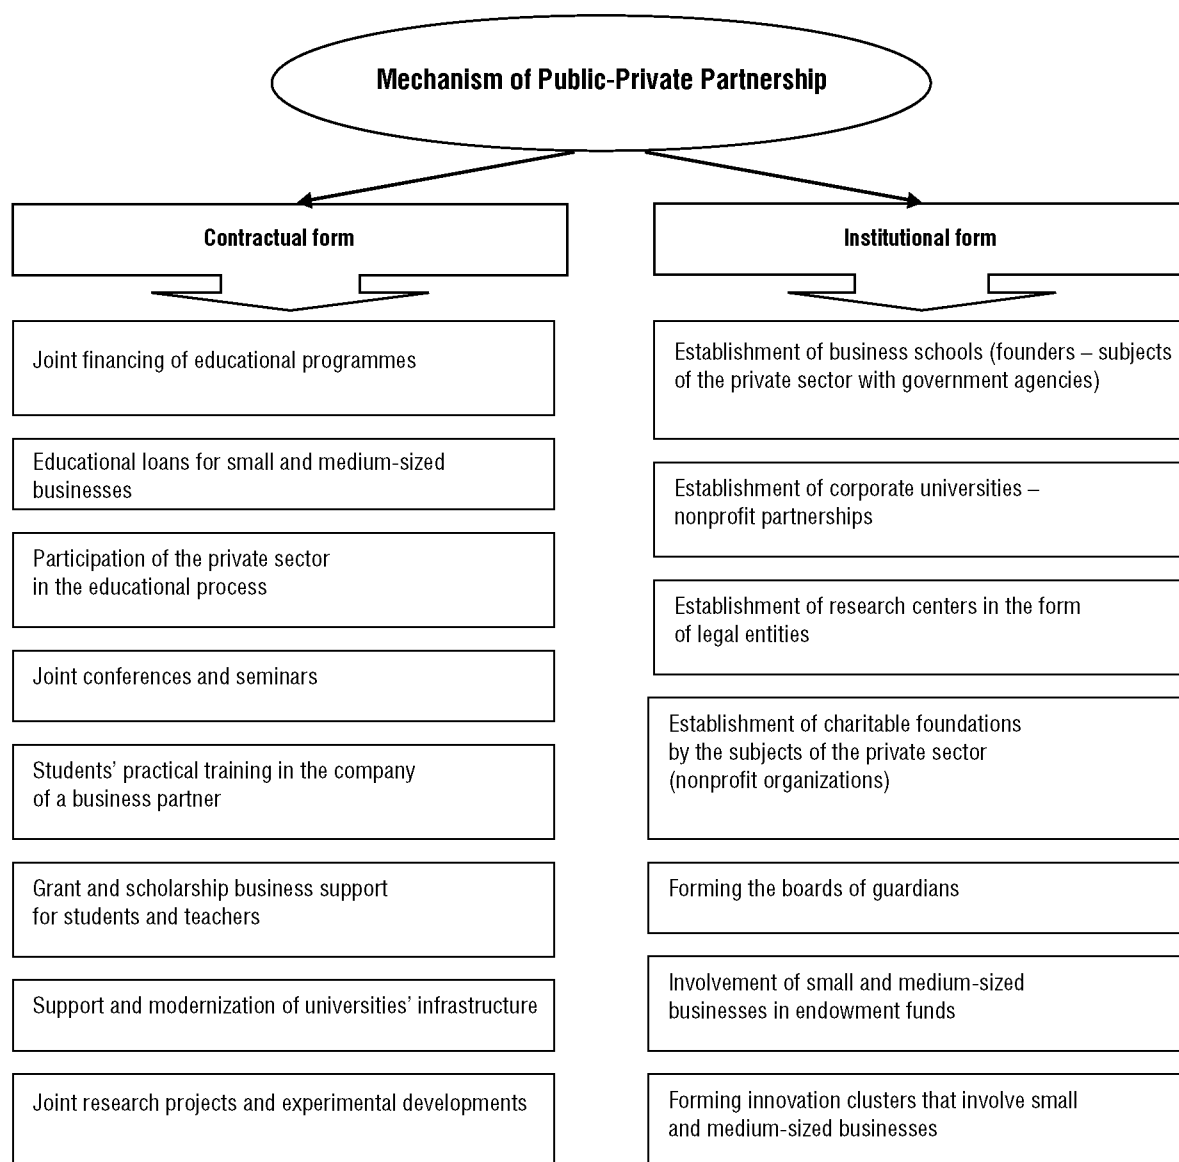 Mechanism of Public-Private Partnership
Contractual form
Joint financing of educational programmes
Educational loans for small and medium-sized
businesses
Participation of the private sector
in the educational process
Joint conferences and seminars
Students’ practical training in the company
of a business partner
Grant and scholarship business support
for students and teachers
Support and modernization of universities’ infrastructure
Joint research projects and experimental developments
Institutional form
Establishment of business schools (founders – subjects
of the private sector with government agencies)
Establishment of corporate universities –
nonprofit partnerships
Establishment of research centers in the form
of legal entities
Establishment of charitable foundations
by the subjects of the private sector
(nonprofit organizations)
Forming the boards of guardians
Involvement of small and medium-sized
businesses in endowment funds
Forming innovation clusters that involve small
and medium-sized businesses